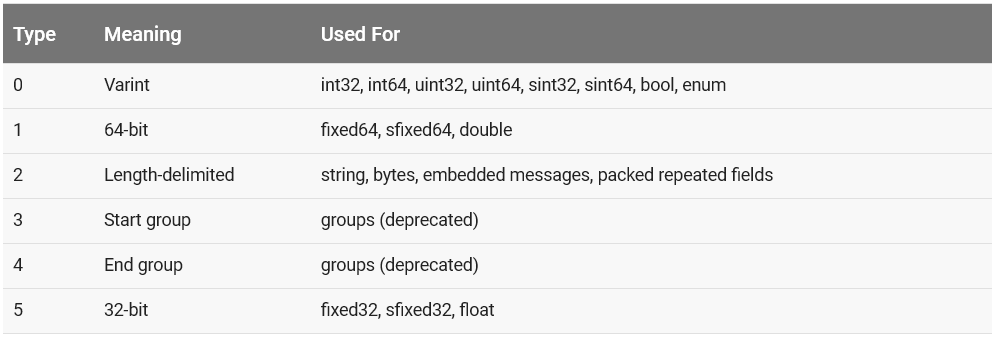 Type Meaning Used For
0 Varint int32, int64, uint32, uint64, sint32, sint64, bool, enum
1 64-bit fixed64, sfixed64, double
2 Length-delimited string, bytes, embedded messages, packed repeated fields
3 Start group groups (deprecated)
4 End group groups (deprecated)
5 32-bit fixed32, sfixed32, float